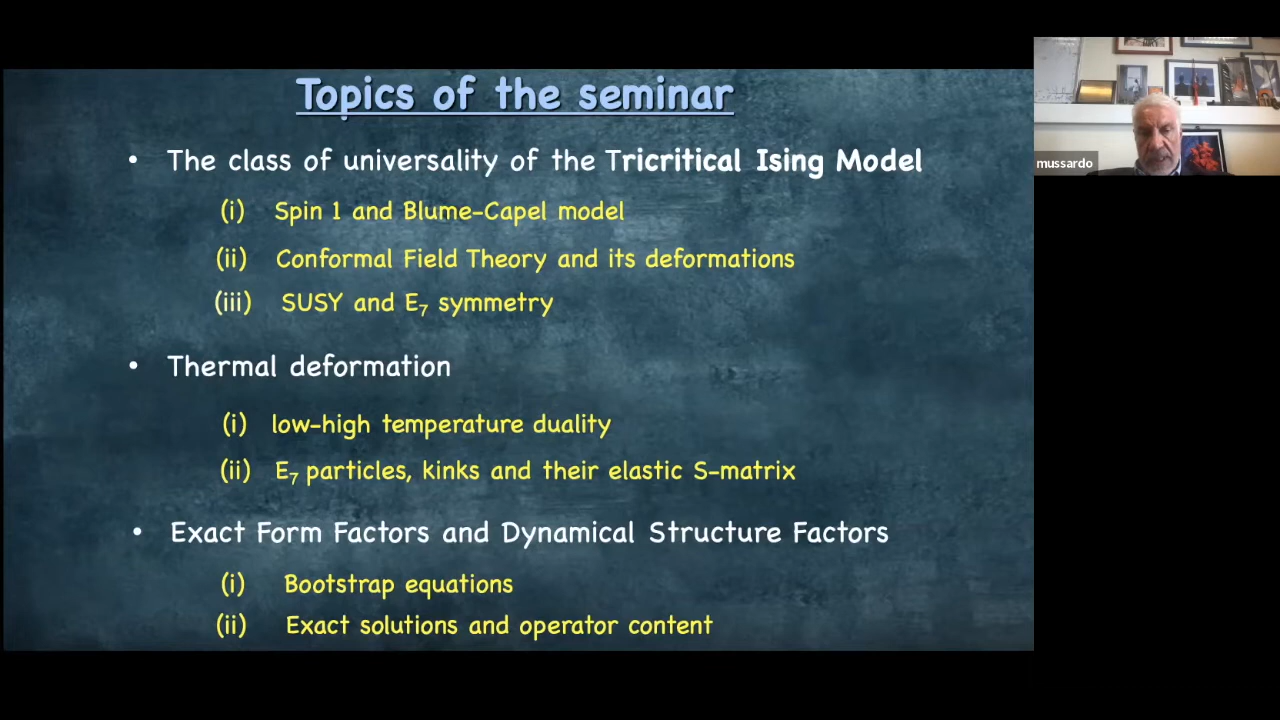 Topics of the seminar
• The class of universality of the Tricritical Ising Model
(i) Spin 1 and Blume-Capel model
(ii) Conformal Field Theory and its deformations
(iii) SUSY and E₇ symmetry
• Thermal deformation
(i) low-high temperature duality
(ii) E₇ particles, kinks and their elastic S-matrix
• Exact Form Factors and Dynamical Structure Factors
(i) Bootstrap equations
(ii) Exact solutions and operator content
mussardo